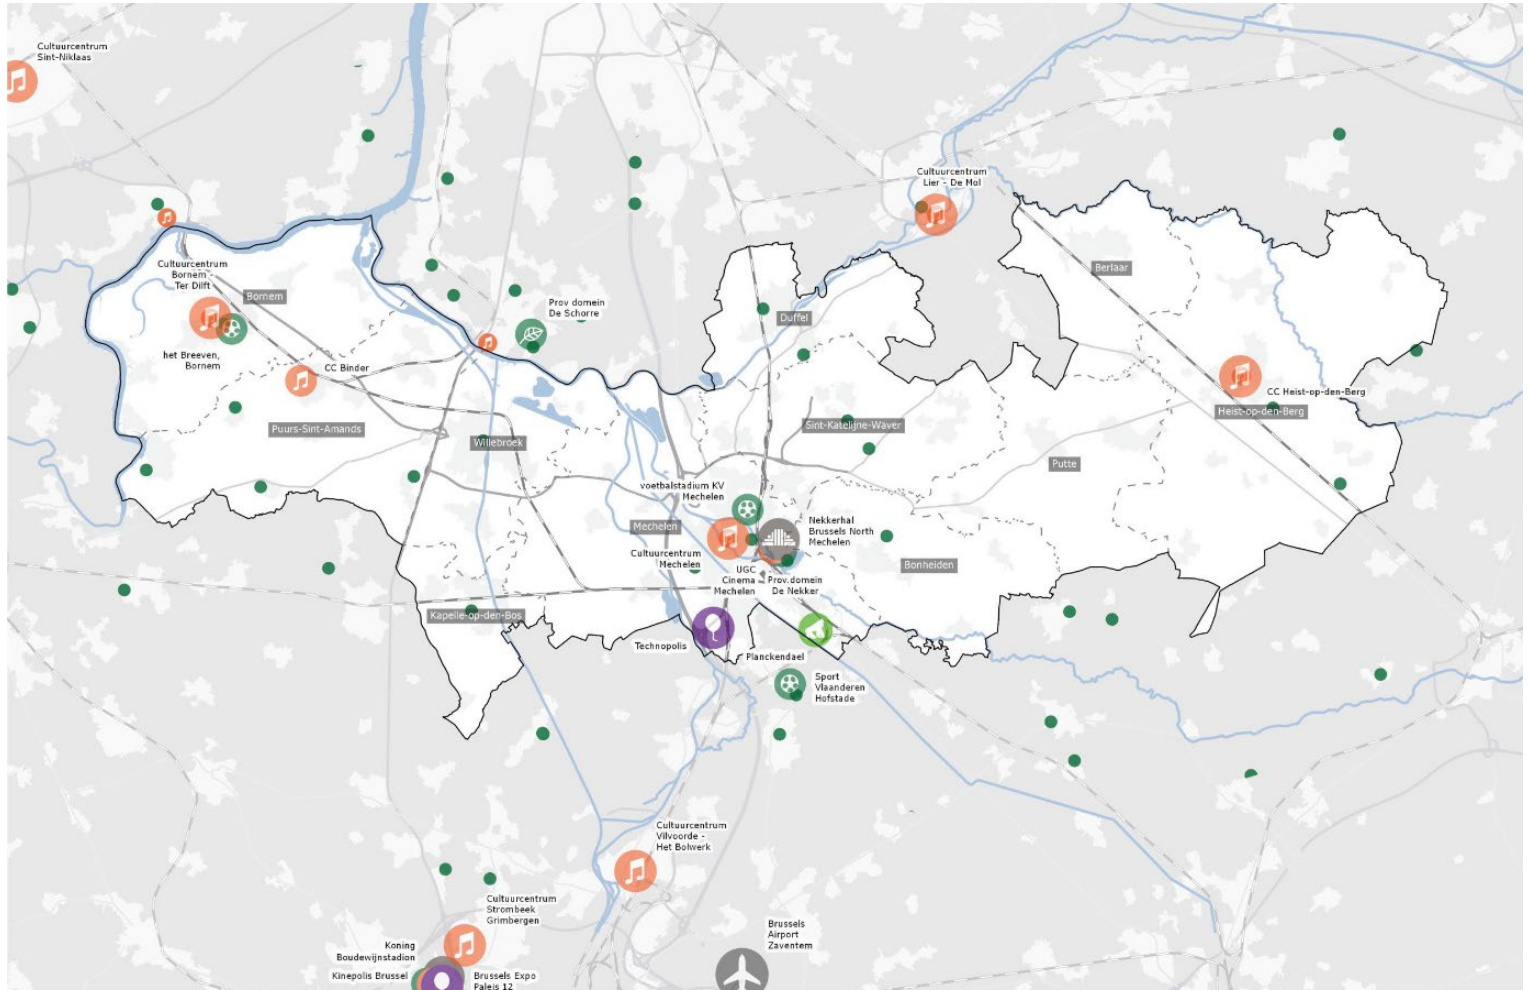 Cultuurcentrum
Sint-Niklaas
Cultuurcentrum
Lier - De Mol
Cultuurcentrum
Bornem -
Ter Dilft
Bornem
Berlaar
Prov domein
De Schorre
Duffel
het Breeven,
Bornem
CC Binder
CC Heist-op-den-Berg
Heist-op-den-Berg
Puurs-Sint-Amands
Sint-Katelijne-Waver
Willebroek
Putte
voetbalstadium KV
Mechelen
Mechelen
Nekkerhal
Brussels North
Mechelen
Cultuurcentrum
Mechelen
UGC
Cinema
Mechelen
Prov.domein
De Nekker
Bonheiden
Kapelle-op-den-Bos
Technopolis
Planckendael
Sport
Vlaanderen
Hofstade
Cultuurcentrum
Vilvoorde -
Het Bolwerk
Cultuurcentrum
Strombeek
Grimbergen
Koning
Boudewijnstadion
Kinepolis Brussel
Brussels Expo
Paleis 12
Brussels
Airport
Zaventem